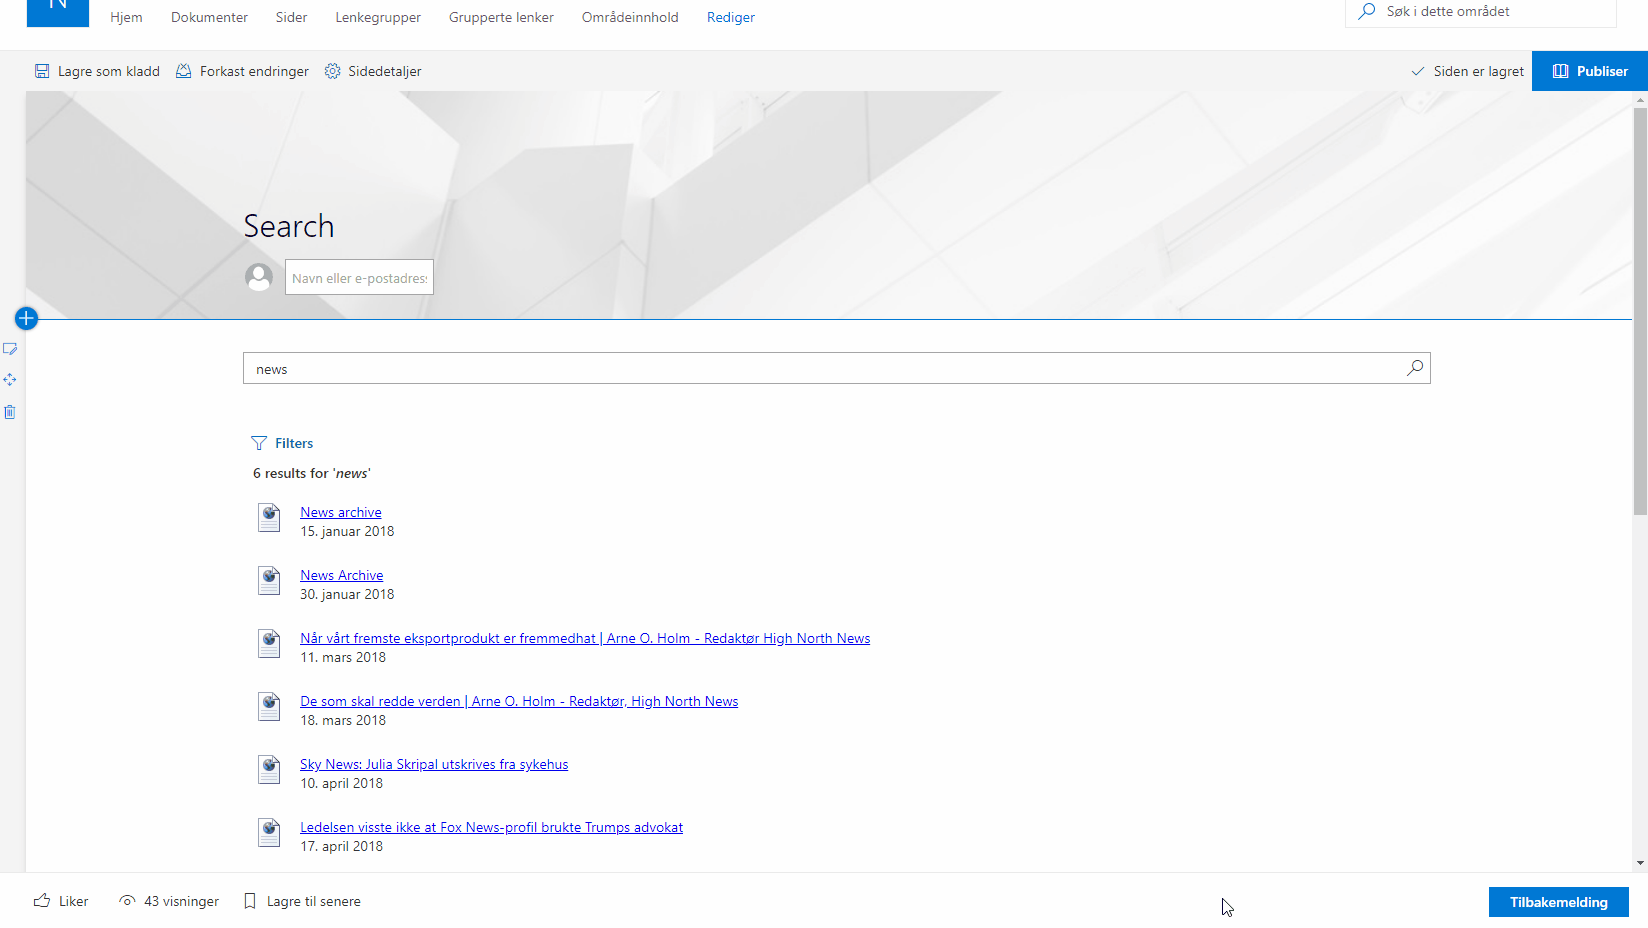 N
Hjem Dokumenter Sider Lenkegrupper Grupperte lenker Områdeinnhold Rediger
Søk i dette området
Lagre som kladd Forkast endringer Sidedetaljer
Siden er lagret Publiser
Search
Navn eller e-postadres
news
Filters
6 results for 'news'
News archive
15. januar 2018
News Archive
30. januar 2018
Når vårt fremste eksportprodukt er fremmedhat | Arne O. Holm - Redaktør High North News
11. mars 2018
De som skal redde verden | Arne O. Holm - Redaktør, High North News
18. mars 2018
Sky News: Julia Skripal utskrives fra sykehus
10. april 2018
Ledelsen visste ikke at Fox News-profil brukte Trumps advokat
17. april 2018
Liker 43 visninger Lagre til senere
Tilbakemelding